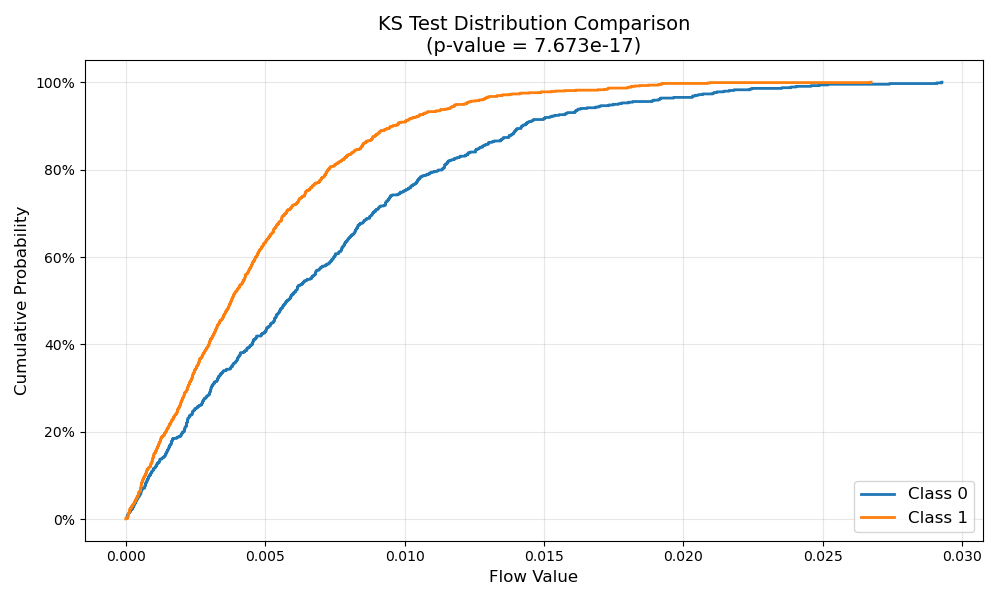 KS Test Distribution Comparison
(p-value = 7.673e-17)
Cumulative Probability
100%
80%
60%
40%
20%
0%
0.000 0.005 0.010 0.015 0.020 0.025 0.030
Flow Value
Class 0
Class 1